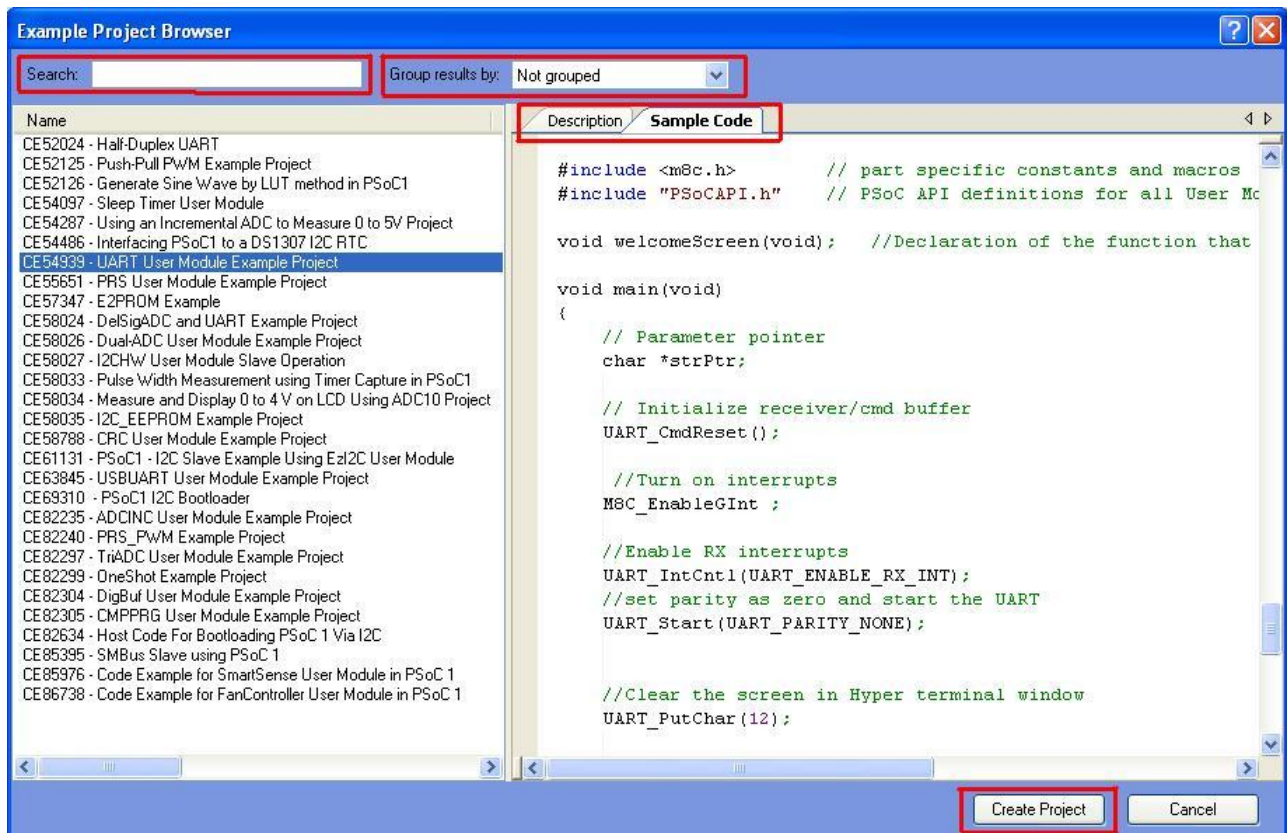 Example Project Browser
Search:
Group results by: Not grouped
Name
CE52024 - Half-Duplex UART
CE52125 - Push-Pull PWM Example Project
CE52126 - Generate Sine Wave by LUT method in PSoC1
CE54097 - Sleep Timer User Module
CE54287 - Using an Incremental ADC to Measure 0 to 5V Project
CE54486 - Interfacing PSoC1 to a DS1307 I2C RTC
CE54939 - UART User Module Example Project
CE55651 - PRS User Module Example Project
CE57347 - E2PROM Example
CE58024 - DelSigADC and UART Example Project
CE58026 - Dual-ADC User Module Example Project
CE58027 - I2CHW User Module Slave Operation
CE58033 - Pulse Width Measurement using Timer Capture in PSoC1
CE58034 - Measure and Display 0 to 4 V on LCD Using ADC10 Project
CE58035 - I2C_EEPROM Example Project
CE58788 - CRC User Module Example Project
CE61131 - PSoC1 - I2C Slave Example Using EzI2C User Module
CE63845 - USBUART User Module Example Project
CE69310 - PSoC1 I2C Bootloader
CE82235 - ADCINC User Module Example Project
CE82240 - PRS_PWM Example Project
CE82297 - TriADC User Module Example Project
CE82299 - OneShot Example Project
CE82304 - DigBuf User Module Example Project
CE82305 - CMPPRG User Module Example Project
CE82634 - Host Code For Bootloading PSoC 1 Via I2C
CE85395 - SMBus Slave using PSoC 1
CE85976 - Code Example for SmartSense User Module in PSoC 1
CE86738 - Code Example for FanController User Module in PSoC 1
Description Sample Code
#include <m8c.h> // part specific constants and macros
#include "PSoCAPI.h" // PSoC API definitions for all User Mo
void welcomeScreen(void); //Declaration of the function that
void main(void)
{
// Parameter pointer
char *strPtr;
// Initialize receiver/cmd buffer
UART_CmdReset();
//Turn on interrupts
M8C_EnableGInt ;
//Enable RX interrupts
UART_IntCntl(UART_ENABLE_RX_INT);
//set parity as zero and start the UART
UART_Start(UART_PARITY_NONE);
//Clear the screen in Hyper terminal window
UART_PutChar(12);
Create Project Cancel